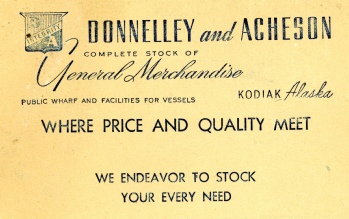 DONNELLEY and ACHESON
COMPLETE STOCK OF
General Merchandise
PUBLIC WHARF AND FACILITIES FOR VESSELS
KODIAK Alaska
WHERE PRICE AND QUALITY MEET
WE ENDEAVOR TO STOCK
YOUR EVERY NEED